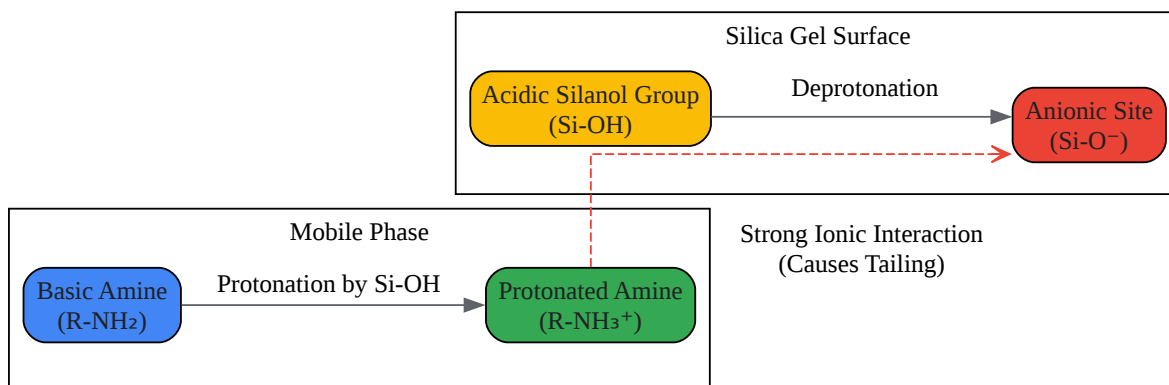 Silica Gel Surface
Acidic Silanol Group
(Si-OH)
Deprotonation
Anionic Site
(Si-O⁻)
Mobile Phase
Basic Amine
(R-NH₂)
Protonation by Si-OH
Protonated Amine
(R-NH₃⁺)
Strong Ionic Interaction
(Causes Tailing)